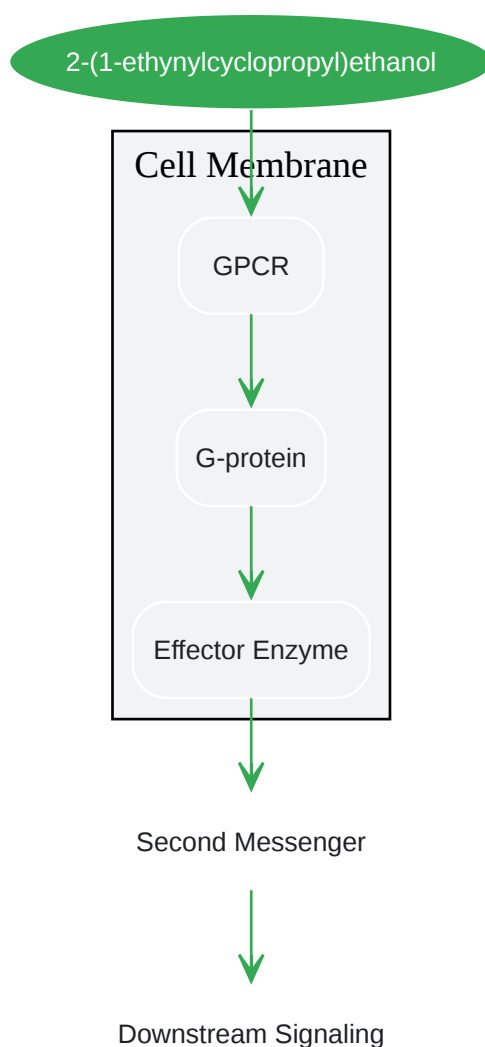 2-(1-ethynylcyclopropyl)ethanol
Cell Membrane
GPCR
G-protein
Effector Enzyme
Second Messenger
Downstream Signaling